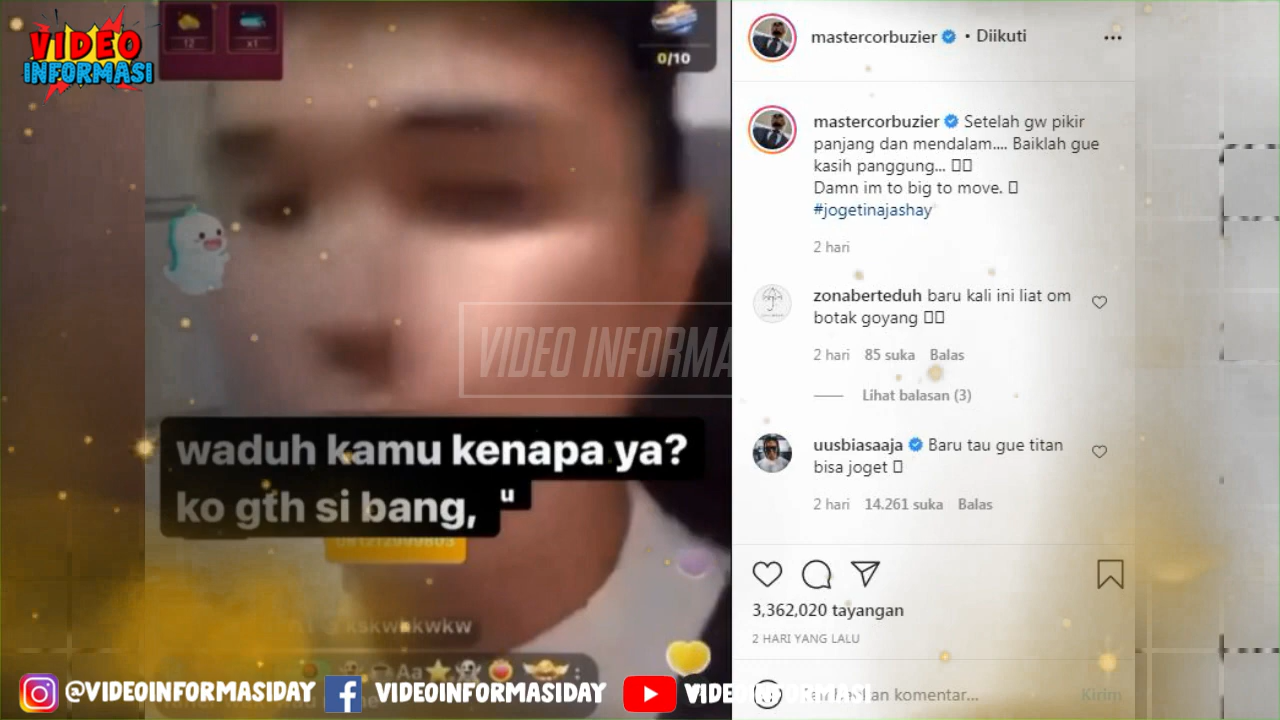 VIDEO
INFORMASI
12
x1
0/10
VIDEO INFORMA
waduh kamu kenapa ya?
ko gth si bang,
u
kskwkkwkw
Aa
mastercorbuzier • Diikuti
mastercorbuzier Setelah gw pikir
panjang dan mendalam.... Baiklah gue
kasih panggung...
Damn im to big to move.
#jogetinajashay
2 hari
zonaberteduh baru kali ini liat om
botak goyang
2 hari 85 suka Balas
Lihat balasan (3)
uusbiasaaja Baru tau gue titan
bisa joget
2 hari 14.261 suka Balas
3,362,020 tayangan
2 HARI YANG LALU
komentar...
Kirim
@VIDEOINFORMASIDAY
VIDEOINFORMASIDAY
VIDEOINFORMASI